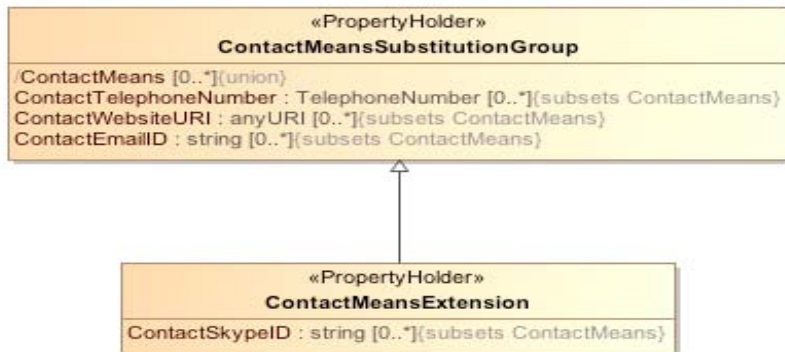 «PropertyHolder»
ContactMeansSubstitutionGroup
/ContactMeans [0..*]{union}
ContactTelephoneNumber : TelephoneNumber [0..*]{subsets ContactMeans}
ContactWebsiteURI : anyURI [0..*]{subsets ContactMeans}
ContactEmailID : string [0..*]{subsets ContactMeans}
«PropertyHolder»
ContactMeansExtension
ContactSkypeID : string [0..*]{subsets ContactMeans}